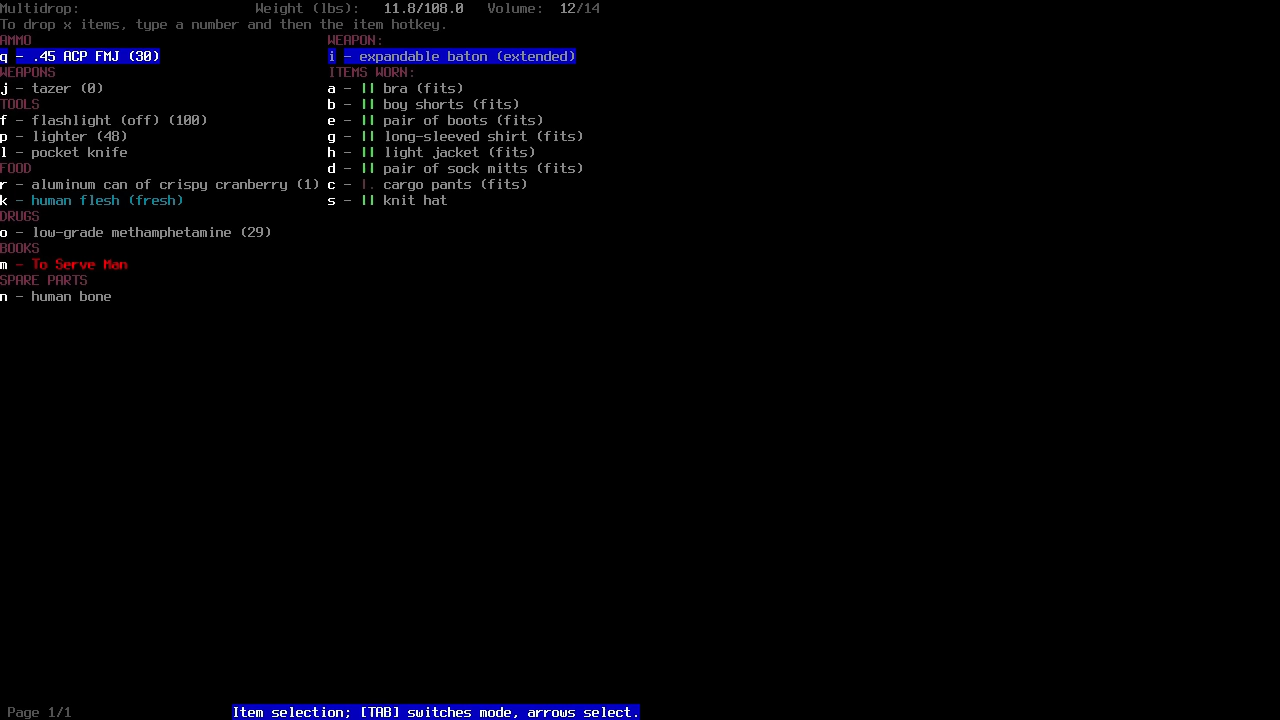 Multidrop: Weight (lbs): 11.8/108.0 Volume: 12/14
To drop x items, type a number and then the item hotkey.
AMMO
q - .45 ACP FMJ (30)
WEAPONS
j - tazer (0)
TOOLS
f - flashlight (off) (100)
p - lighter (48)
l - pocket knife
FOOD
r - aluminum can of crispy cranberry (1)
k - human flesh (fresh)
DRUGS
o - low-grade methamphetamine (29)
BOOKS
m - To Serve Man
SPARE PARTS
n - human bone
WEAPON:
i - expandable baton (extended)
ITEMS WORN:
a - || bra (fits)
b - || boy shorts (fits)
e - || pair of boots (fits)
g - || long-sleeved shirt (fits)
h - || light jacket (fits)
d - || pair of sock mitts (fits)
c - |. cargo pants (fits)
s - || knit hat
Page 1/1 Item selection; [TAB] switches mode, arrows select.